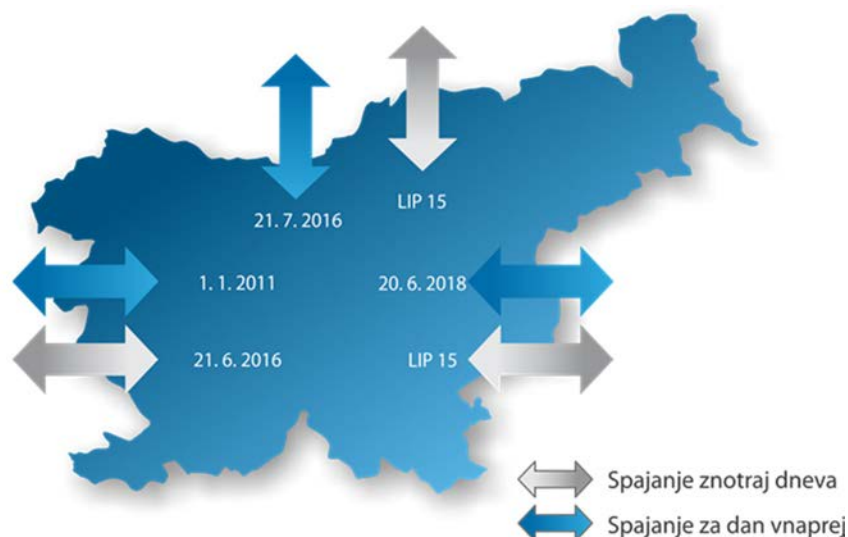 LIP 15
21. 7. 2016
1. 1. 2011
20. 6. 2018
21. 6. 2016
LIP 15
Spajanje znotraj dneva
Spajanje za dan vnaprej